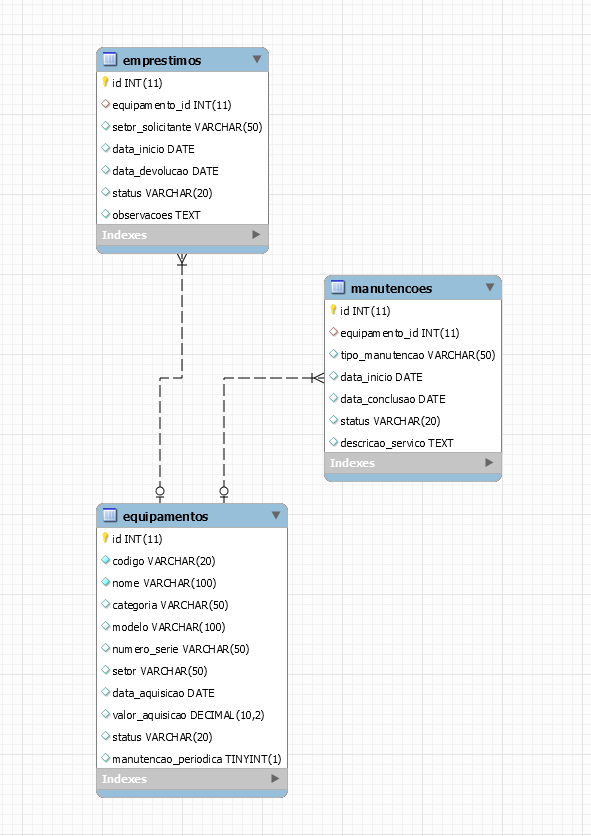 emprestimos
id INT(11)
equipamento_id INT(11)
setor_solicitante VARCHAR(50)
data_inicio DATE
data_devolucao DATE
status VARCHAR(20)
observacoes TEXT
Indexes
manutencoes
id INT(11)
equipamento_id INT(11)
tipo_manutencao VARCHAR(50)
data_inicio DATE
data_conclusao DATE
status VARCHAR(20)
descricao_servico TEXT
Indexes
equipamentos
id INT(11)
codigo VARCHAR(20)
nome VARCHAR(100)
categoria VARCHAR(50)
modelo VARCHAR(100)
numero_serie VARCHAR(50)
setor VARCHAR(50)
data_aquisicao DATE
valor_aquisicao DECIMAL(10,2)
status VARCHAR(20)
manutencao_periodica TINYINT(1)
Indexes